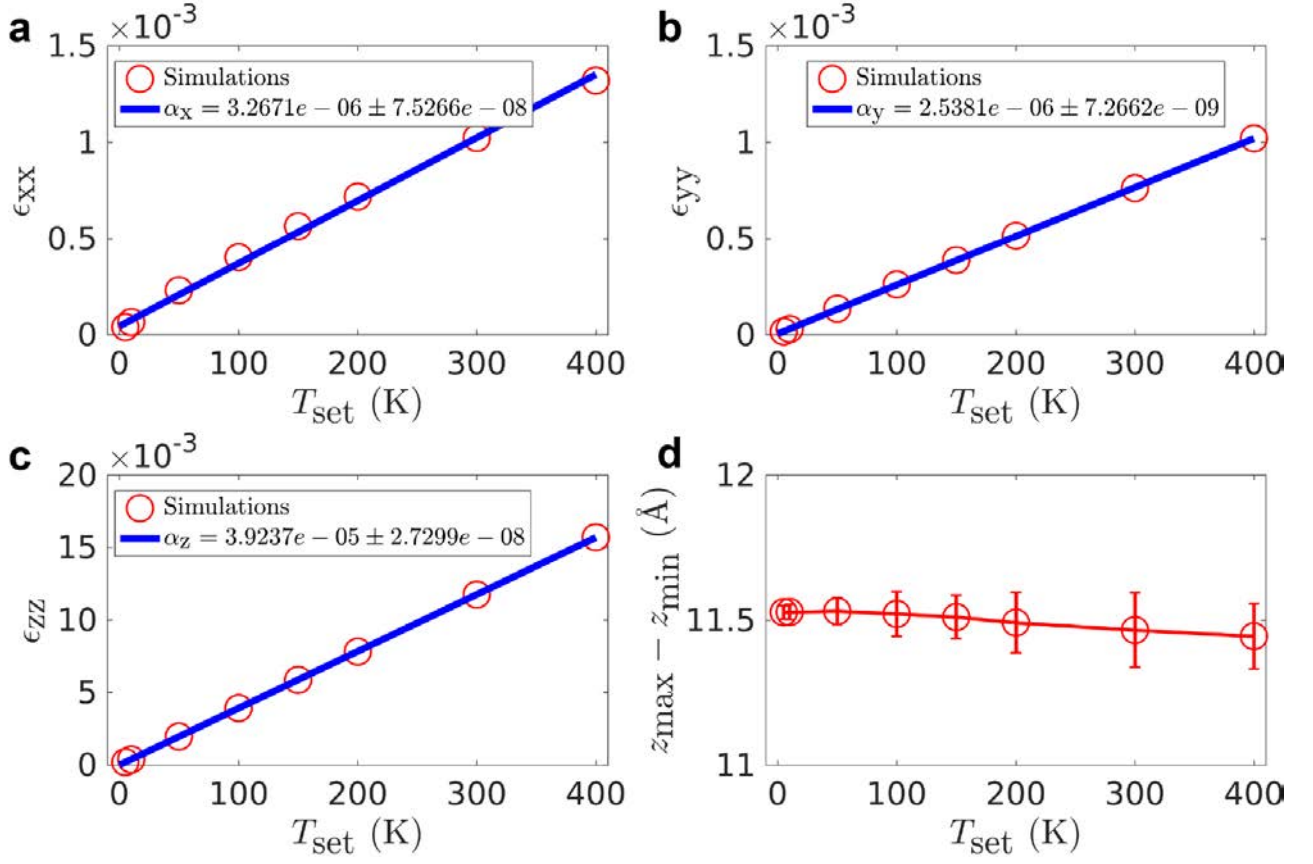 a
×10⁻³
1.5
1
0.5
0
Simulations
αx = 3.2671e − 06 ± 7.5266e − 08
ϵxx
0 100 200 300 400
Tset (K)
b
×10⁻³
1.5
1
0.5
0
Simulations
αy = 2.5381e − 06 ± 7.2662e − 09
ϵyy
0 100 200 300 400
Tset (K)
c
×10⁻³
20
15
10
5
0
Simulations
αz = 3.9237e − 05 ± 2.7299e − 08
ϵzz
0 100 200 300 400
Tset (K)
d
12
11.5
11
zmax − zmin (Å)
0 100 200 300 400
Tset (K)